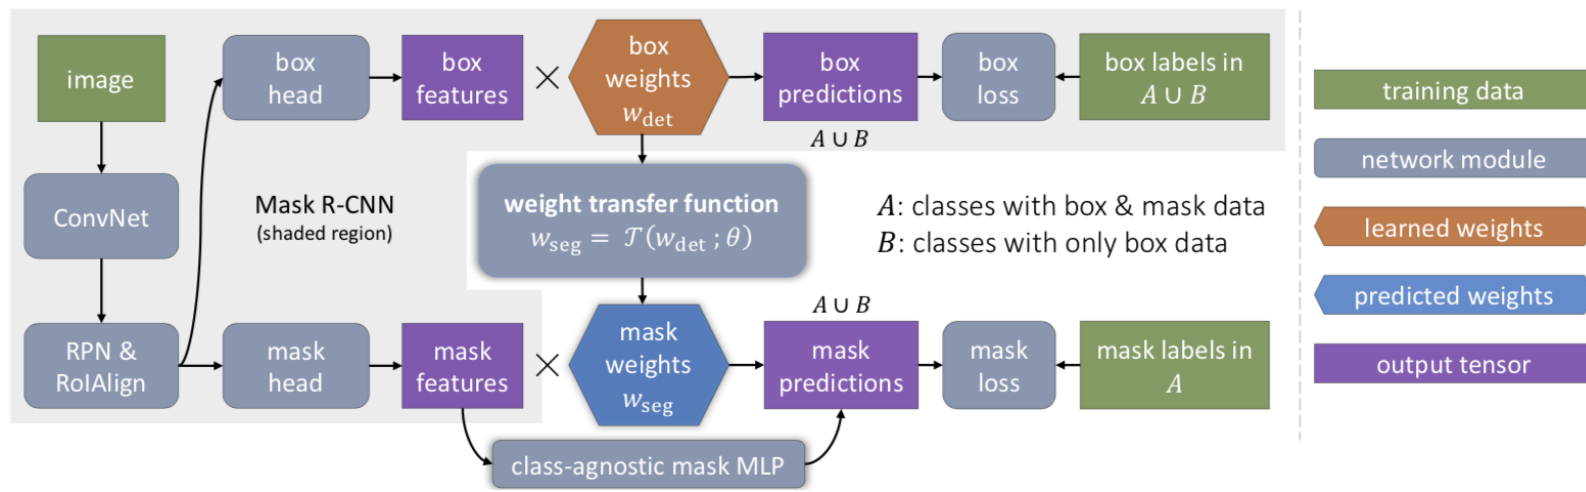 image
box
head
box
features
×
box
weights
w_det
box
predictions
A ∪ B
box
loss
box labels in
A ∪ B
ConvNet
Mask R-CNN
(shaded region)
weight transfer function
w_seg = 𝒯(w_det ; θ)
A: classes with box & mask data
B: classes with only box data
RPN &
RoIAlign
mask
head
mask
features
×
mask
weights
w_seg
A ∪ B
mask
predictions
mask
loss
mask labels in
A
class-agnostic mask MLP
training data
network module
learned weights
predicted weights
output tensor